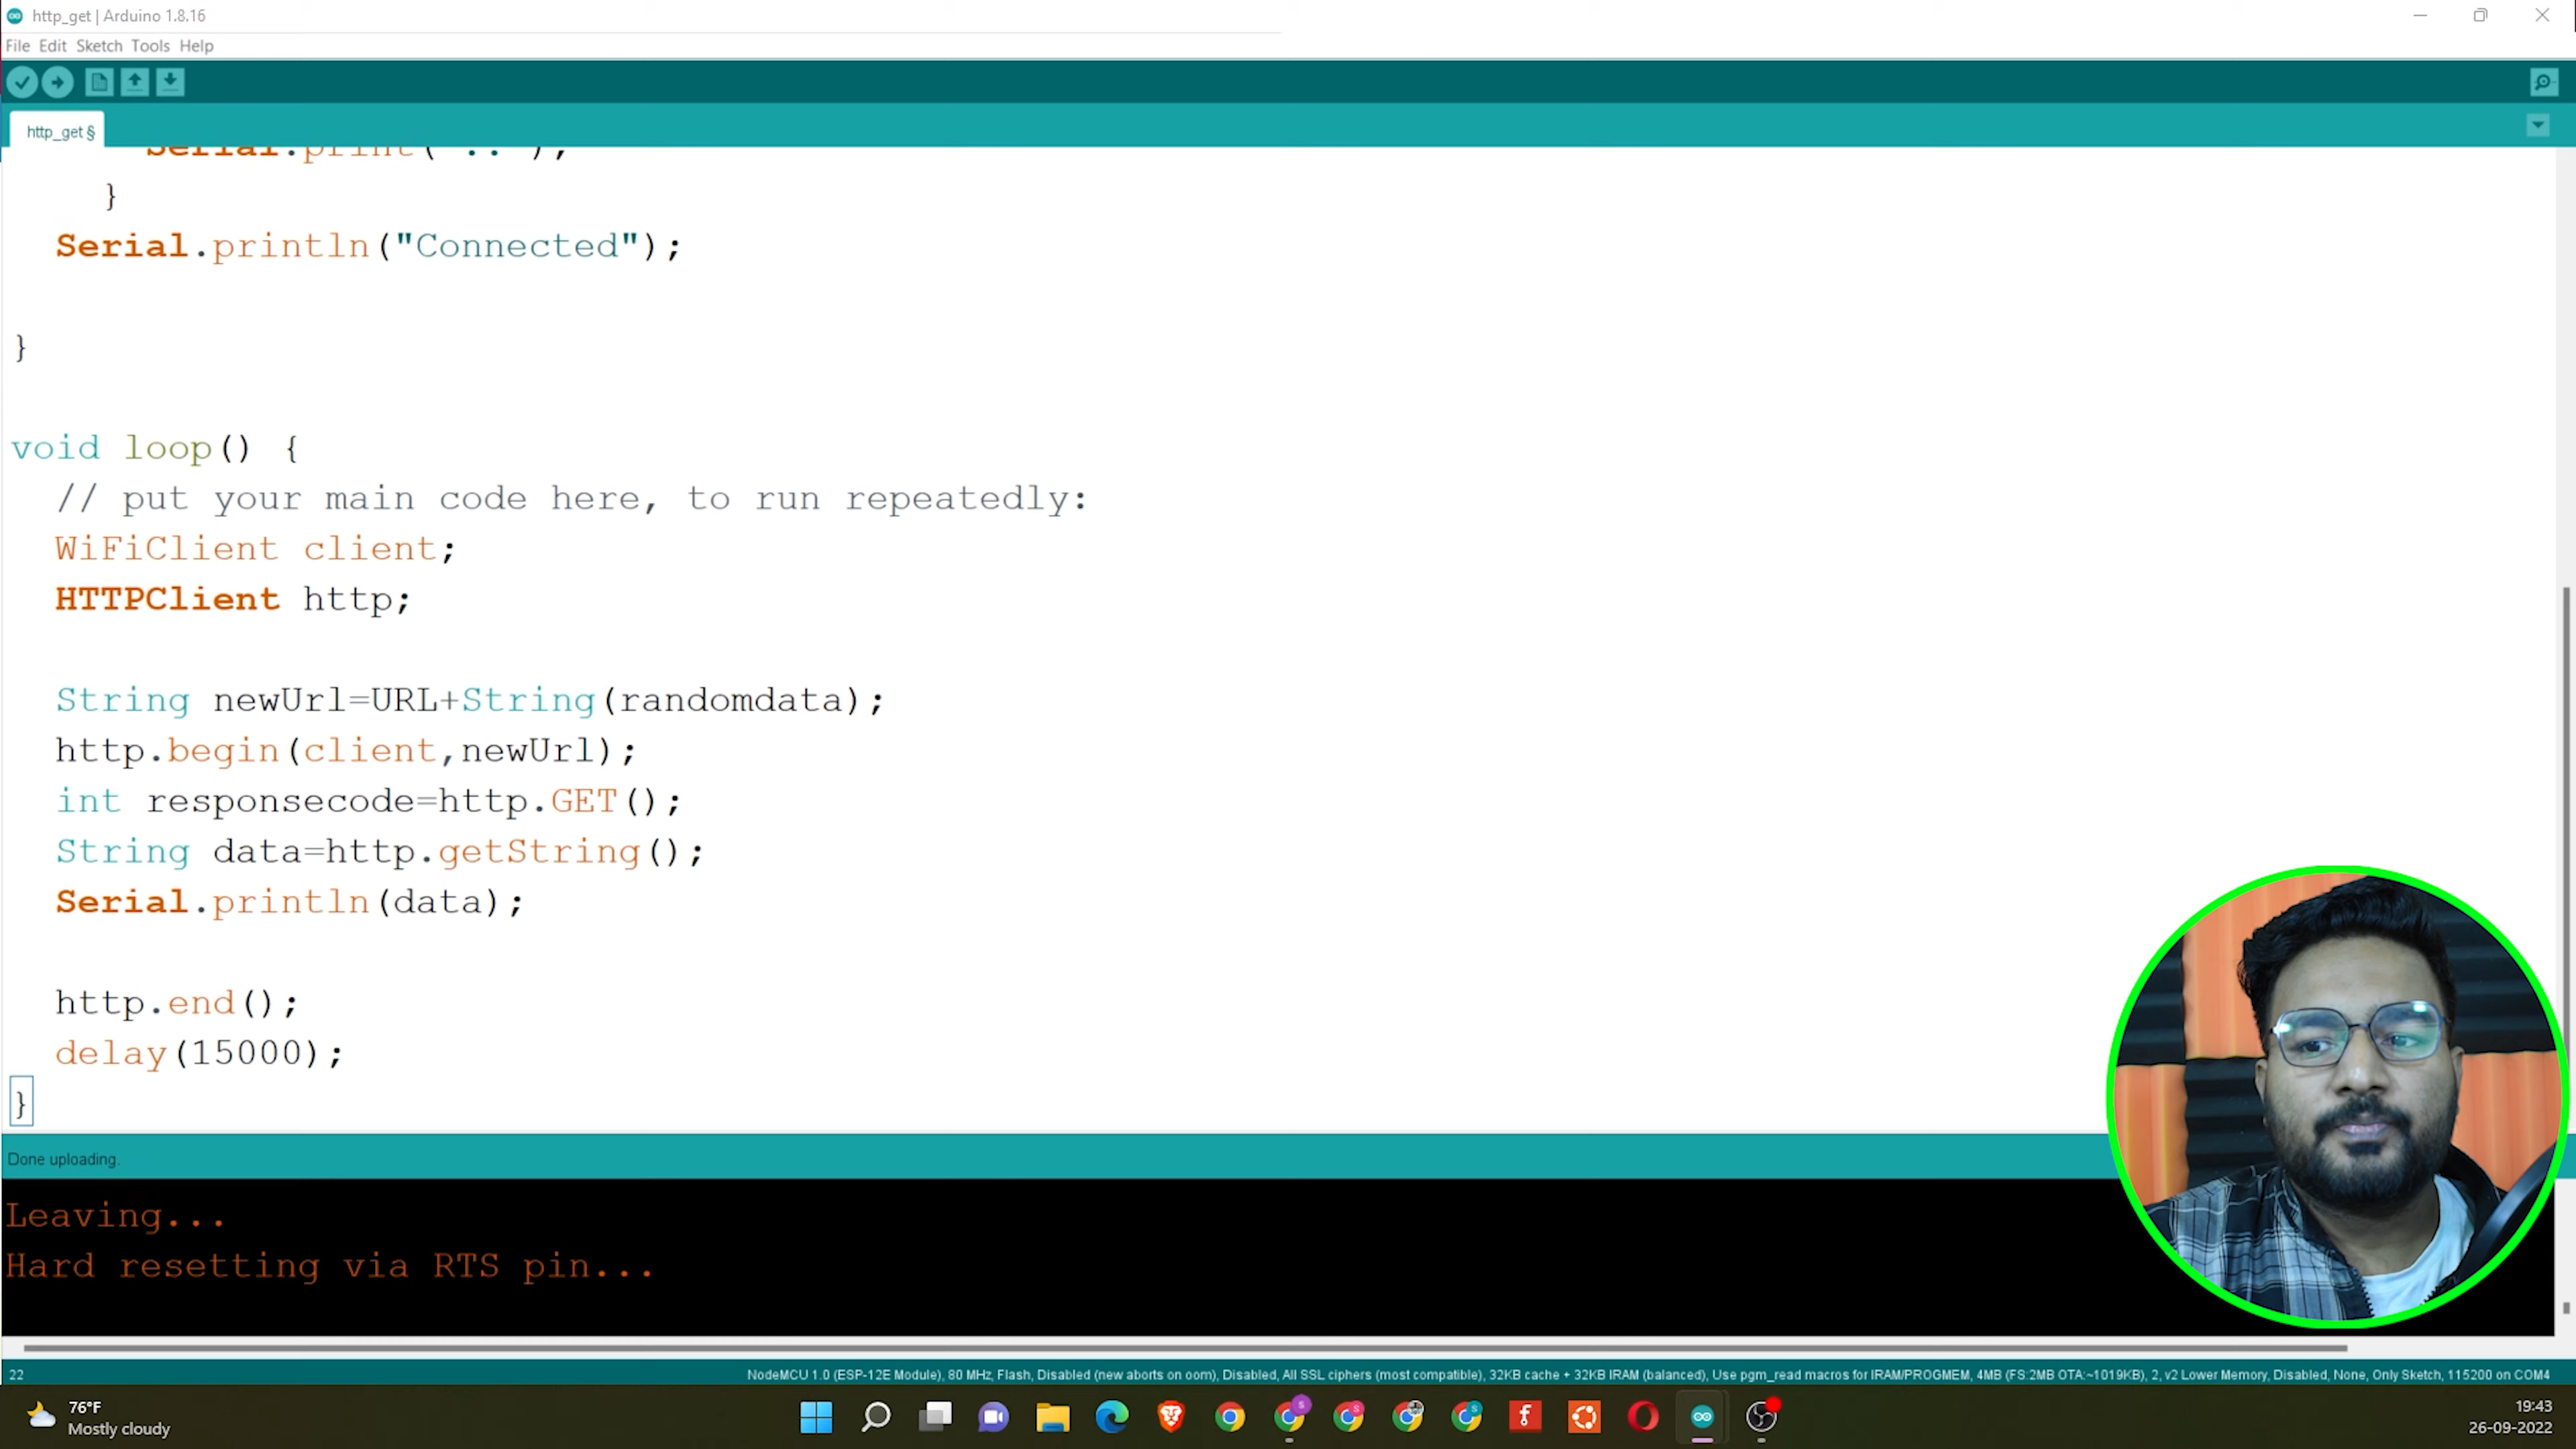 http_get | Arduino 1.8.16
File Edit Sketch Tools Help
http_get §
Serial.print("..");
}
Serial.println("Connected");
}
void loop() {
// put your main code here, to run repeatedly:
WiFiClient client;
HTTPClient http;
String newUrl=URL+String(randomdata);
http.begin(client,newUrl);
int responsecode=http.GET();
String data=http.getString();
Serial.println(data);
http.end();
delay(15000);
}
Done uploading.
Leaving...
Hard resetting via RTS pin...
22
NodeMCU 1.0 (ESP-12E Module), 80 MHz, Flash, Disabled (new aborts on oom), Disabled, All SSL ciphers (most compatible), 32KB cache + 32KB IRAM (balanced), Use pgm_read macros for IRAM/PROGMEM, 4MB (FS:2MB OTA:~1019KB), 2, v2 Lower Memory, Disabled, None, Only Sketch, 115200 on COM4
76°F
Mostly cloudy
19:43
26-09-2022